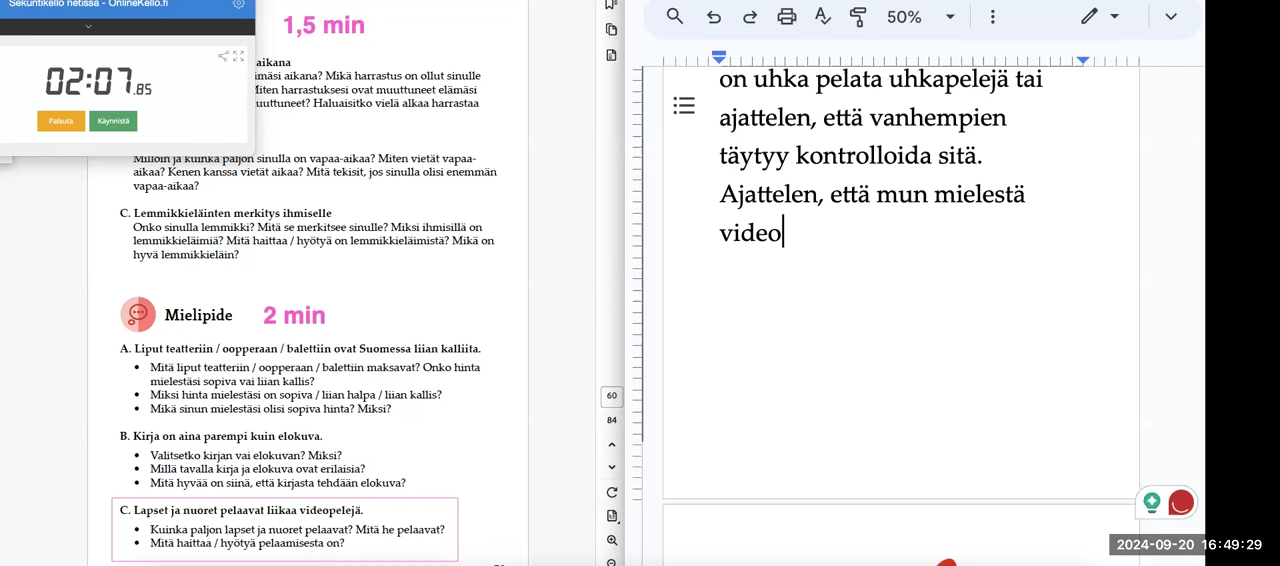 Sekuntikello netissä - OnlineKello.fi
02:07.85
Palauta
Käynnistä
1,5 min
aikana
imäsi aikana? Mikä harrastus on ollut sinulle
Miten harrastuksesi ovat muuttuneet elämäsi
muuttuneet? Haluaisitko vielä alkaa harrastaa
Milloin ja kuinka paljon sinulla on vapaa-aikaa? Miten vietät vapaa-
aikaa? Kenen kanssa vietät aikaa? Mitä tekisit, jos sinulla olisi enemmän
vapaa-aikaa?
C. Lemmikkieläinten merkitys ihmiselle
Onko sinulla lemmikki? Mitä se merkitsee sinulle? Miksi ihmisillä on
lemmikkieläimiä? Mitä haittaa / hyötyä on lemmikkieläimistä? Mikä on
hyvä lemmikkieläin?
Mielipide 2 min
A. Liput teatteriin / oopperaan / balettiin ovat Suomessa liian kalliita.
• Mitä liput teatteriin / oopperaan / balettiin maksavat? Onko hinta
mielestäsi sopiva vai liian kallis?
• Miksi hinta mielestäsi on sopiva / liian halpa / liian kallis?
• Mikä sinun mielestäsi olisi sopiva hinta? Miksi?
B. Kirja on aina parempi kuin elokuva.
• Valitsetko kirjan vai elokuvan? Miksi?
• Millä tavalla kirja ja elokuva ovat erilaisia?
• Mitä hyvää on siinä, että kirjasta tehdään elokuva?
C. Lapset ja nuoret pelaavat liikaa videopelejä.
• Kuinka paljon lapset ja nuoret pelaavat? Mitä he pelaavat?
• Mitä haittaa / hyötyä pelaamisesta on?
60
84
50%
on uhka pelata uhkapelejä tai
ajattelen, että vanhempien
täytyy kontrolloida sitä.
Ajattelen, että mun mielestä
video
2024-09-20 16:49:29